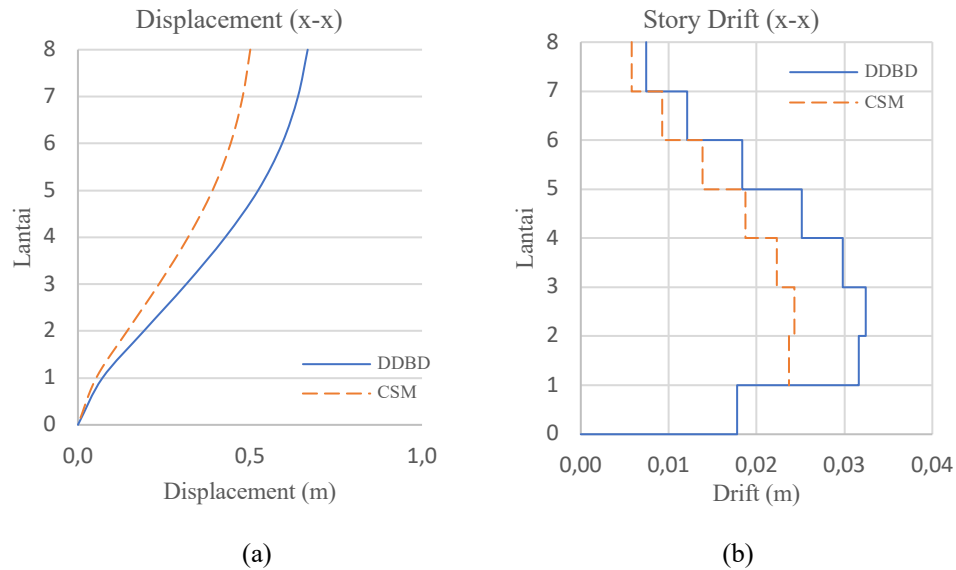 Displacement (x-x)
8
7
6
5
4
3
2
1
0
Lantai
DDBD
CSM
0,0
0,5
1,0
Displacement (m)
(a)
Story Drift (x-x)
8
7
6
5
4
3
2
1
0
Lantai
DDBD
CSM
0,00
0,01
0,02
0,03
0,04
Drift (m)
(b)